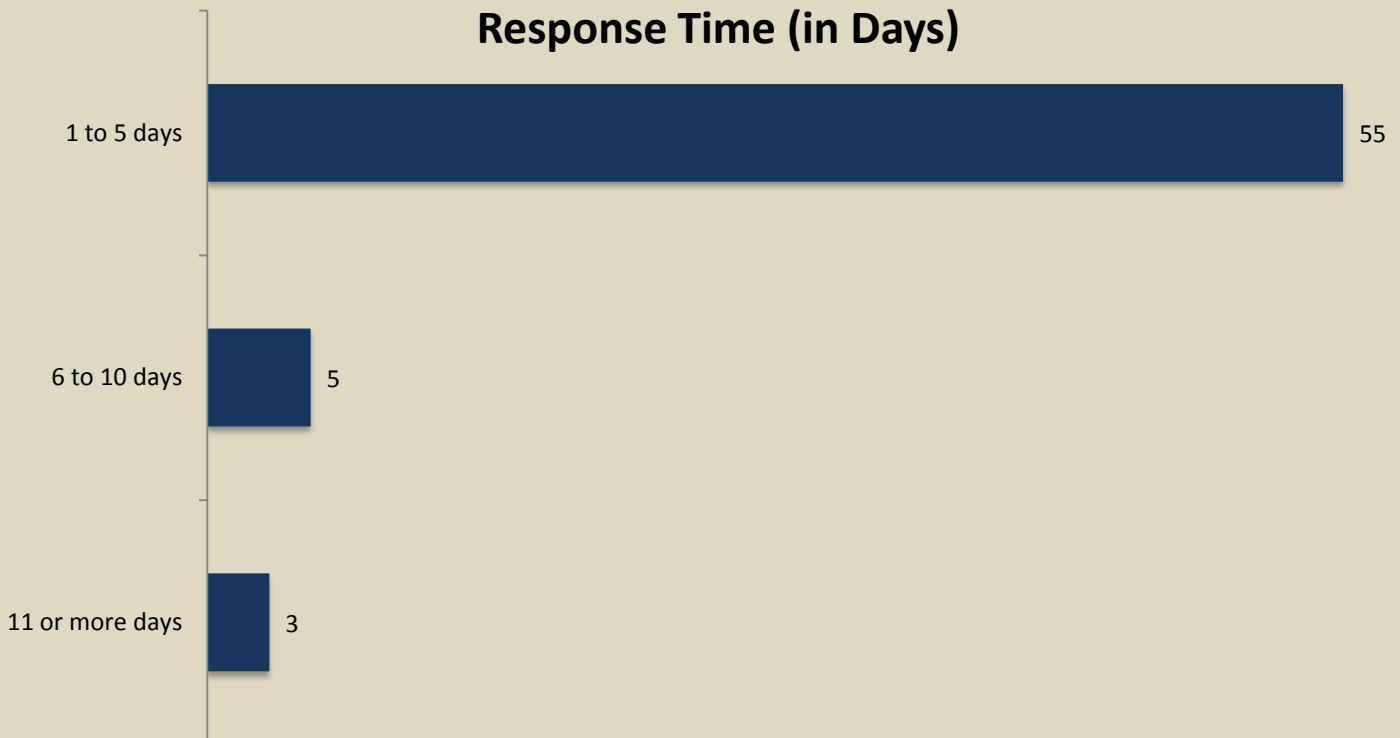 Response Time (in Days)
1 to 5 days
55
6 to 10 days
5
11 or more days
3